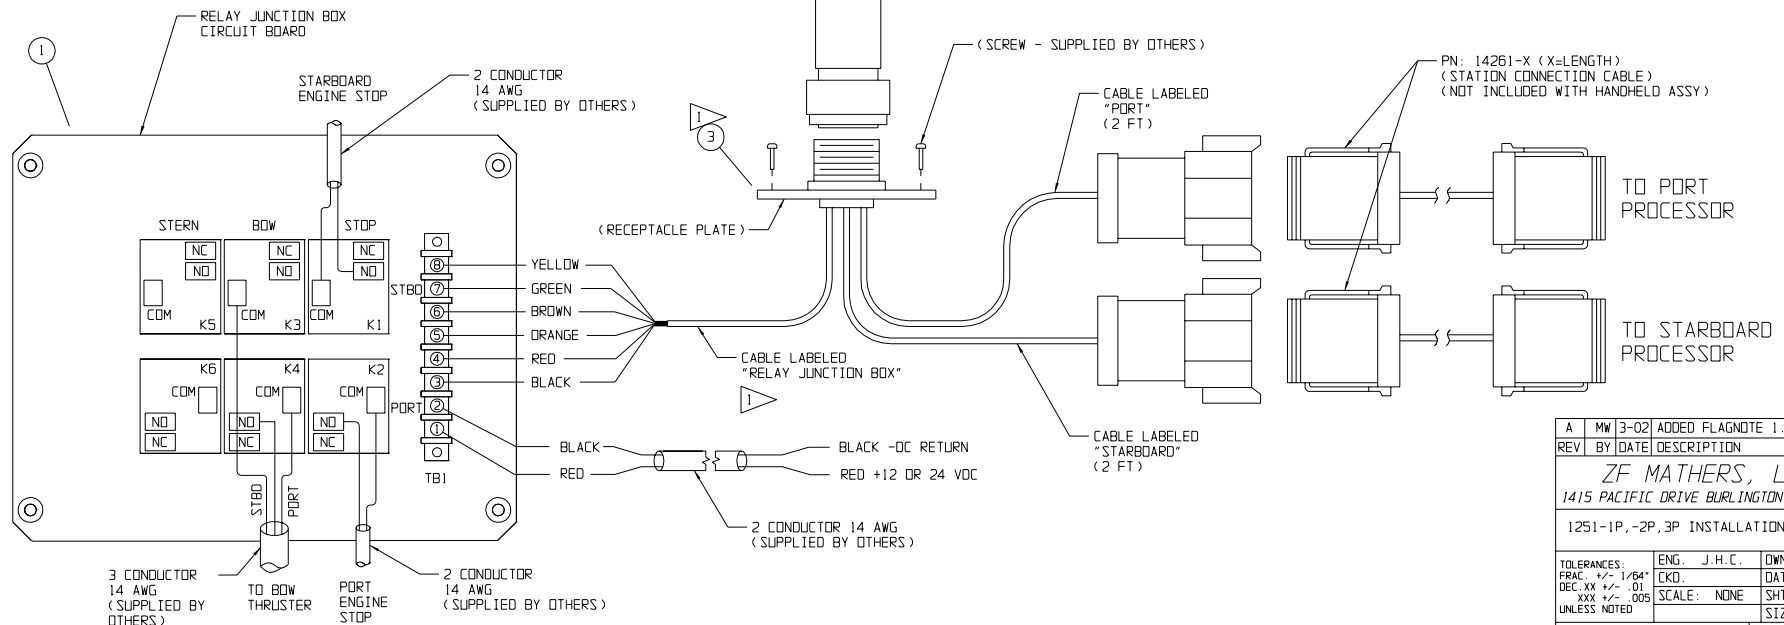 RELAY JUNCTION BOX
CIRCUIT BOARD
1
STARBOARD
ENGINE STOP
2 CONDUCTOR
14 AWG
(SUPPLIED BY OTHERS)
(SCREW - SUPPLIED BY OTHERS)
PN: 14261-X (X=LENGTH)
(STATION CONNECTION CABLE)
(NOT INCLUDED WITH HANDHELD ASSY)
CABLE LABELED
"PORT"
(2 FT)
1
3
(RECEPTACLE PLATE)
TO PORT
PROCESSOR
STERN
BOW
STOP
NC
NO
COM
K5
NC
NO
COM
K3
NC
NO
COM
K1
STBD
8
7
6
5
4
3
2
1
YELLOW
GREEN
BROWN
ORANGE
RED
BLACK
CABLE LABELED
"RELAY JUNCTION BOX"
1
TO STARBOARD
PROCESSOR
K6
COM
NO
NC
K4
COM
NO
NC
K2
COM
NO
NC
PORT
TB1
BLACK
RED
BLACK -DC RETURN
RED +12 OR 24 VDC
2 CONDUCTOR 14 AWG
(SUPPLIED BY OTHERS)
CABLE LABELED
"STARBOARD"
(2 FT)
STBD
PORT
3 CONDUCTOR
14 AWG
(SUPPLIED BY
OTHERS)
TO BOW
THRUSTER
PORT
ENGINE
STOP
2 CONDUCTOR
14 AWG
(SUPPLIED BY OTHERS)
A MW 3-02 ADDED FLAGNOTE 1.
REV BY DATE DESCRIPTION
ZF MATHERS, L
1415 PACIFIC DRIVE BURLINGTON
1251-1P,-2P,3P INSTALLATION
TOLERANCES:
FRAC. +/- 1/64"
DEC.XX +/- .01
XXX +/- .005
UNLESS NOTED
ENG. J.H.C.
CKD.
SCALE: NONE
DWN
DAT
SHT
SIZ